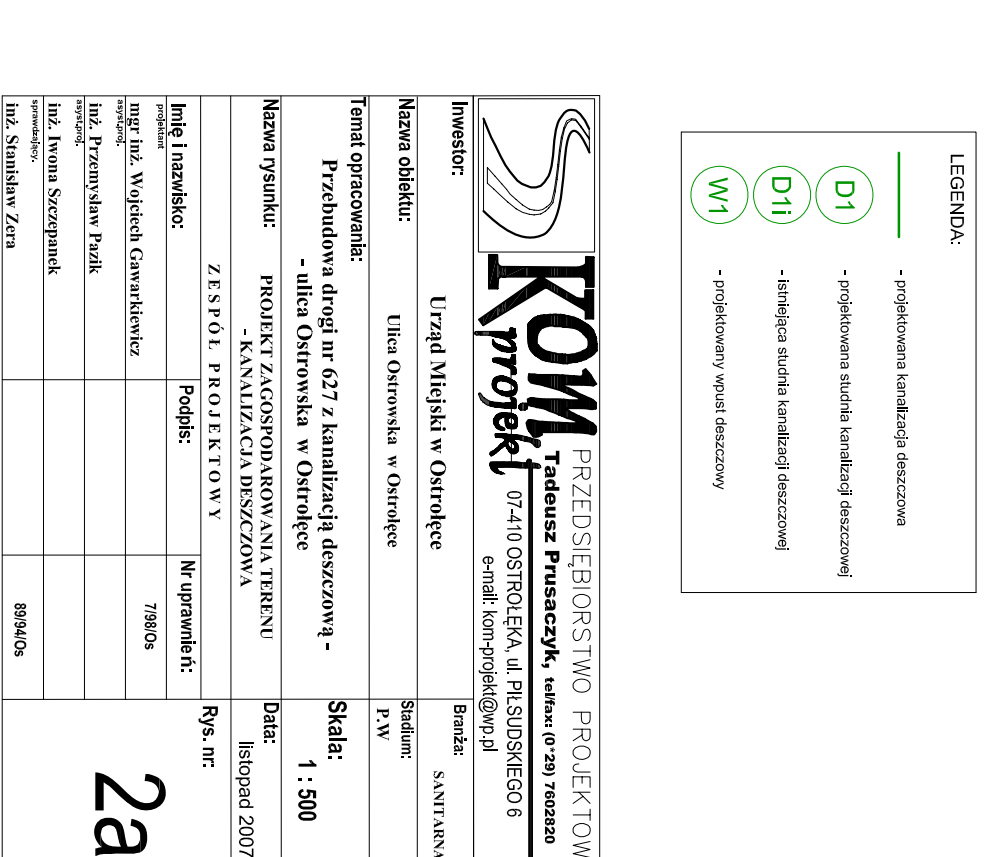 LEGENDA:
- projektowana kanalizacja deszczowa
D1 - projektowana studnia kanalizacji deszczowej
D1i - istniejąca studnia kanalizacji deszczowej
W1 - projektowany wpust deszczowy
KOM
projekt
PRZEDSIĘBIORSTWO PROJEKTOW
Tadeusz Prusaczyk, tel/fax: (0*29) 7602820
07-410 OSTROŁĘKA, ul. PIŁSUDSKIEGO 6
e-mail: kom-projekt@wp.pl
Inwestor:
Urząd Miejski w Ostrołęce
Branża:
SANITARNA
Nazwa obiektu:
Ulica Ostrowska w Ostrołęce
Stadium:
P.W
Temat opracowania:
Przebudowa drogi nr 627 z kanalizacją deszczową -
- ulica Ostrowska w Ostrołęce
Skala:
1 : 500
Nazwa rysunku:
PROJEKT ZAGOSPODAROWANIA TERENU
- KANALIZACJA DESZCZOWA
Data:
listopad 2007
ZESPÓŁ PROJEKTOWY
Rys. nr:
2a
Imię i nazwisko: Podpis: Nr uprawnień:
projektant
mgr inż. Wojciech Gawarkiewicz 7/98/Os
asyst.proj.
inż. Przemysław Pazik
asyst.proj.
inż. Iwona Szczepanek
sprawdzający.
inż. Stanisław Zera 89/94/Os